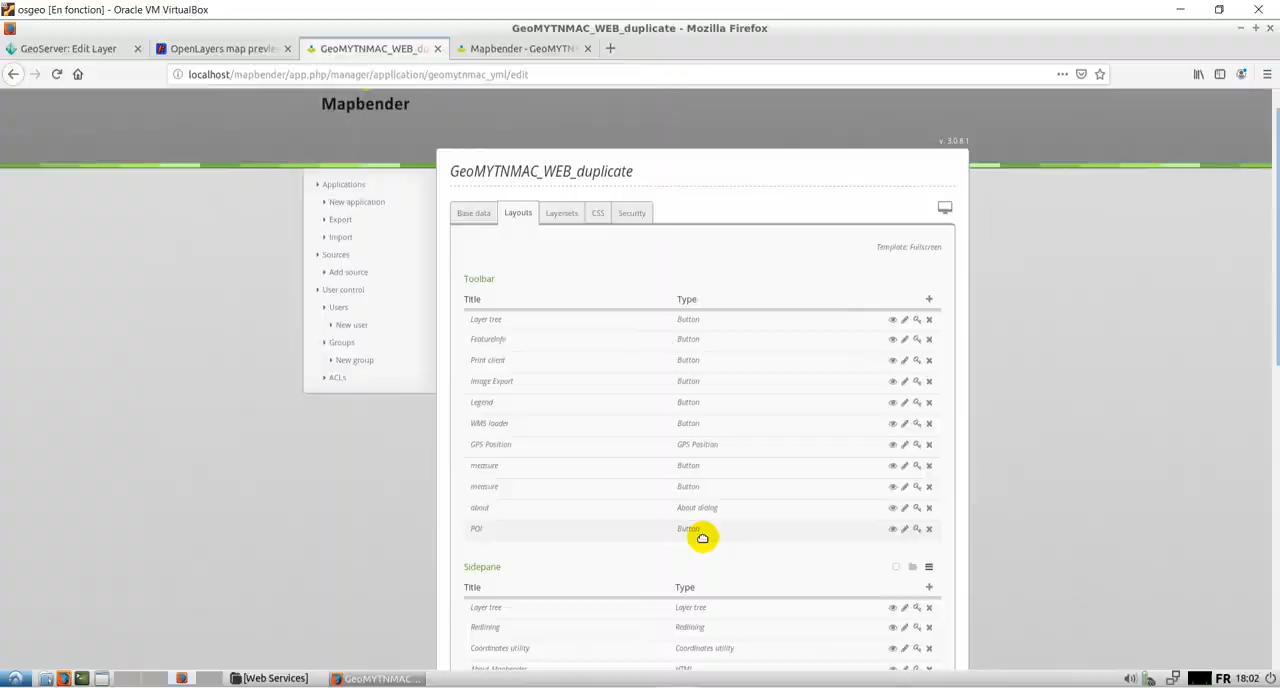 osgeo [En fonction] - Oracle VM VirtualBox
GeoMYTNMAC_WEB_duplicate - Mozilla Firefox
GeoServer: Edit Layer
OpenLayers map previe
GeoMYTNMAC_WEB_du
Mapbender - GeoMYTN
localhost/mapbender/app.php/manager/application/geomytnmac_yml/edit
Mapbender
v. 3.0.8.1
Applications
New application
Export
Import
Sources
Add source
User control
Users
New user
Groups
New group
ACLs
GeoMYTNMAC_WEB_duplicate
Base data Layouts Layersets CSS Security
Template: Fullscreen
Toolbar
Title Type
Layer tree Button
FeatureInfo Button
Print client Button
Image Export Button
Legend Button
WMS loader Button
GPS Position GPS Position
measure Button
measure Button
about About dialog
POI Button
Sidepane
Title Type
Layer tree Layer tree
Redlining Redlining
Coordinates utility Coordinates utility
About Mapbender HTML
[Web Services]
GeoMYTNMAC...
FR 18:02